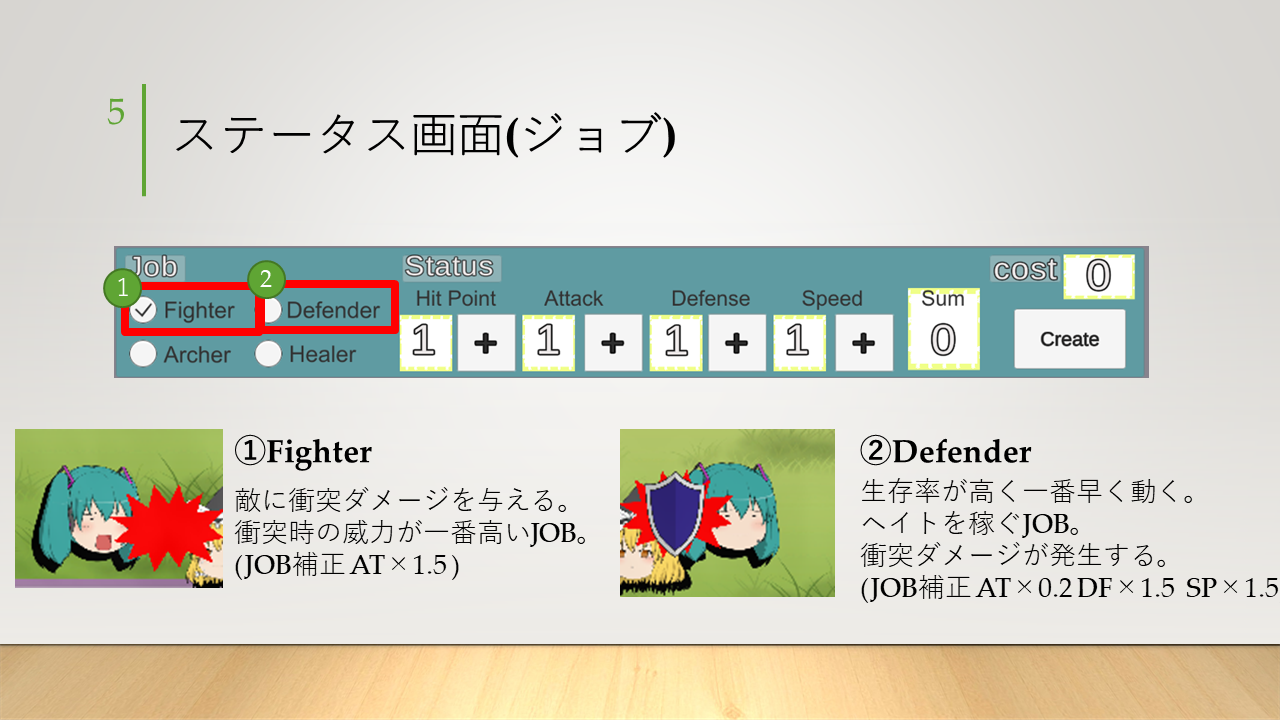 5
ステータス画面(ジョブ)
Job
Status
cost 0
1
2
Fighter
Defender
Archer
Healer
Hit Point
Attack
Defense
Speed
Sum
1 + 1 + 1 + 1 + 0
Create
①Fighter
敵に衝突ダメージを与える。
衝突時の威力が一番高いJOB。
(JOB補正 AT×1.5)
②Defender
生存率が高く一番早く動く。
ヘイトを稼ぐJOB。
衝突ダメージが発生する。
(JOB補正 AT×0.2 DF×1.5 SP×1.5